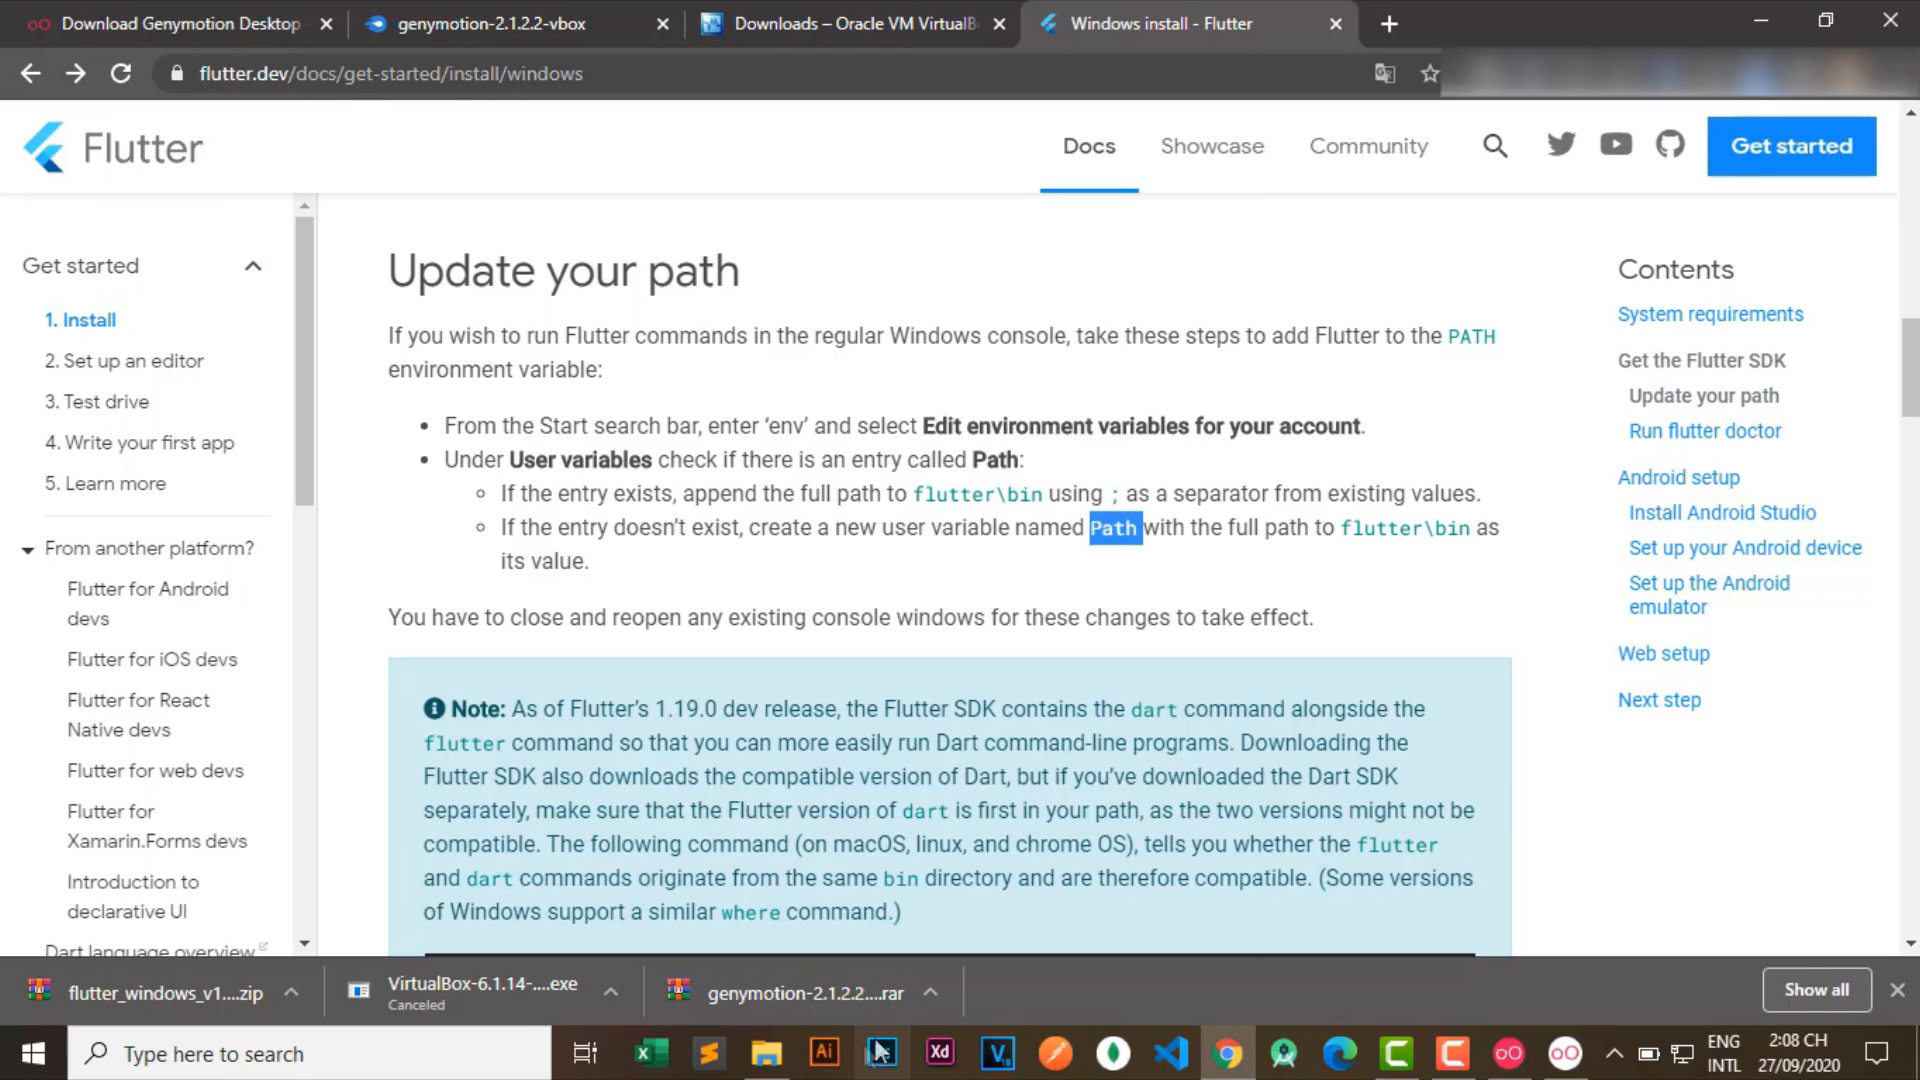 Download Genymotion Desktop
genymotion-2.1.2.2-vbox
Downloads – Oracle VM VirtualB
Windows install - Flutter
flutter.dev/docs/get-started/install/windows
Flutter
Docs
Showcase
Community
Get started
Get started
1. Install
2. Set up an editor
3. Test drive
4. Write your first app
5. Learn more
From another platform?
Flutter for Android
devs
Flutter for iOS devs
Flutter for React
Native devs
Flutter for web devs
Flutter for
Xamarin.Forms devs
Introduction to
declarative UI
Dart language overview
Update your path
If you wish to run Flutter commands in the regular Windows console, take these steps to add Flutter to the PATH
environment variable:
• From the Start search bar, enter ‘env’ and select Edit environment variables for your account.
• Under User variables check if there is an entry called Path:
◦ If the entry exists, append the full path to flutter\bin using ; as a separator from existing values.
◦ If the entry doesn’t exist, create a new user variable named Path with the full path to flutter\bin as
its value.
You have to close and reopen any existing console windows for these changes to take effect.
Note: As of Flutter’s 1.19.0 dev release, the Flutter SDK contains the dart command alongside the
flutter command so that you can more easily run Dart command-line programs. Downloading the
Flutter SDK also downloads the compatible version of Dart, but if you’ve downloaded the Dart SDK
separately, make sure that the Flutter version of dart is first in your path, as the two versions might not be
compatible. The following command (on macOS, linux, and chrome OS), tells you whether the flutter
and dart commands originate from the same bin directory and are therefore compatible. (Some versions
of Windows support a similar where command.)
Contents
System requirements
Get the Flutter SDK
Update your path
Run flutter doctor
Android setup
Install Android Studio
Set up your Android device
Set up the Android
emulator
Web setup
Next step
flutter_windows_v1....zip
VirtualBox-6.1.14-....exe
Canceled
genymotion-2.1.2.2....rar
Show all
Type here to search
Ai
Xd
ENG
INTL
2:08 CH
27/09/2020